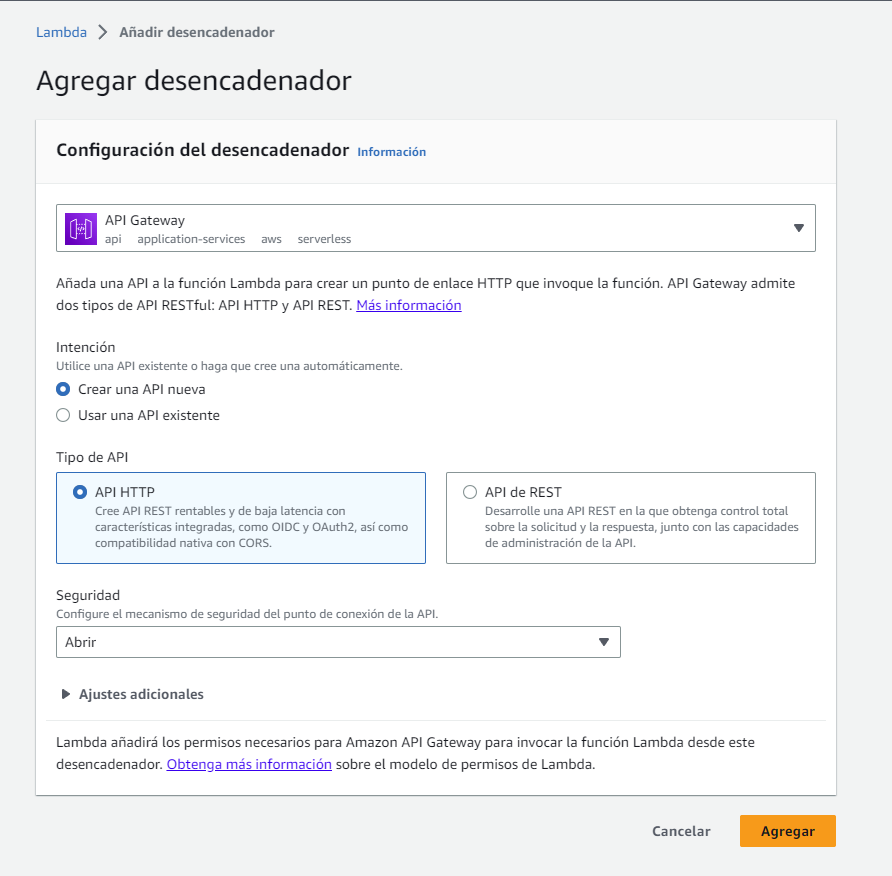 Lambda > Añadir desencadenador
Agregar desencadenador
Configuración del desencadenador Información
API Gateway
api application-services aws serverless
Añada una API a la función Lambda para crear un punto de enlace HTTP que invoque la función. API Gateway admite
dos tipos de API RESTful: API HTTP y API REST. Más información
Intención
Utilice una API existente o haga que cree una automáticamente.
Crear una API nueva
Usar una API existente
Tipo de API
API HTTP
Cree API REST rentables y de baja latencia con
características integradas, como OIDC y OAuth2, así como
compatibilidad nativa con CORS.
API de REST
Desarrolle una API REST en la que obtenga control total
sobre la solicitud y la respuesta, junto con las capacidades
de administración de la API.
Seguridad
Configure el mecanismo de seguridad del punto de conexión de la API.
Abrir
Ajustes adicionales
Lambda añadirá los permisos necesarios para Amazon API Gateway para invocar la función Lambda desde este
desencadenador. Obtenga más información sobre el modelo de permisos de Lambda.
Cancelar Agregar